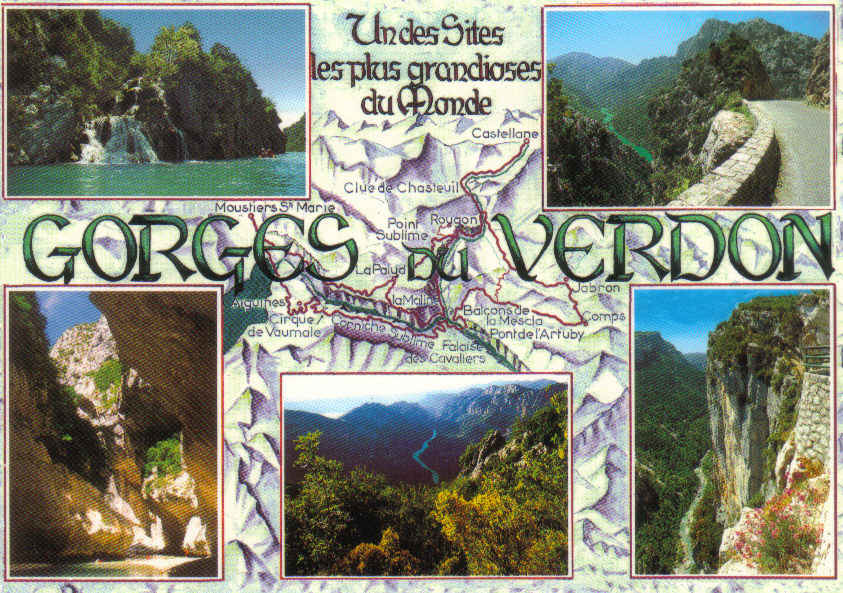 Un des Sites
les plus grandioses
du Monde
Castellane
Clue de Chasteuil
Moustiers Ste Marie
Point
Sublime
Rougon
GORGES DU VERDON
La Palud
Jabron
Aiguines
la Maline
Balcons de
la Mescla
Comps
Cirque
de Vaumale
Corniche Sublime
Pont de l'Artuby
Falaise
des Cavaliers